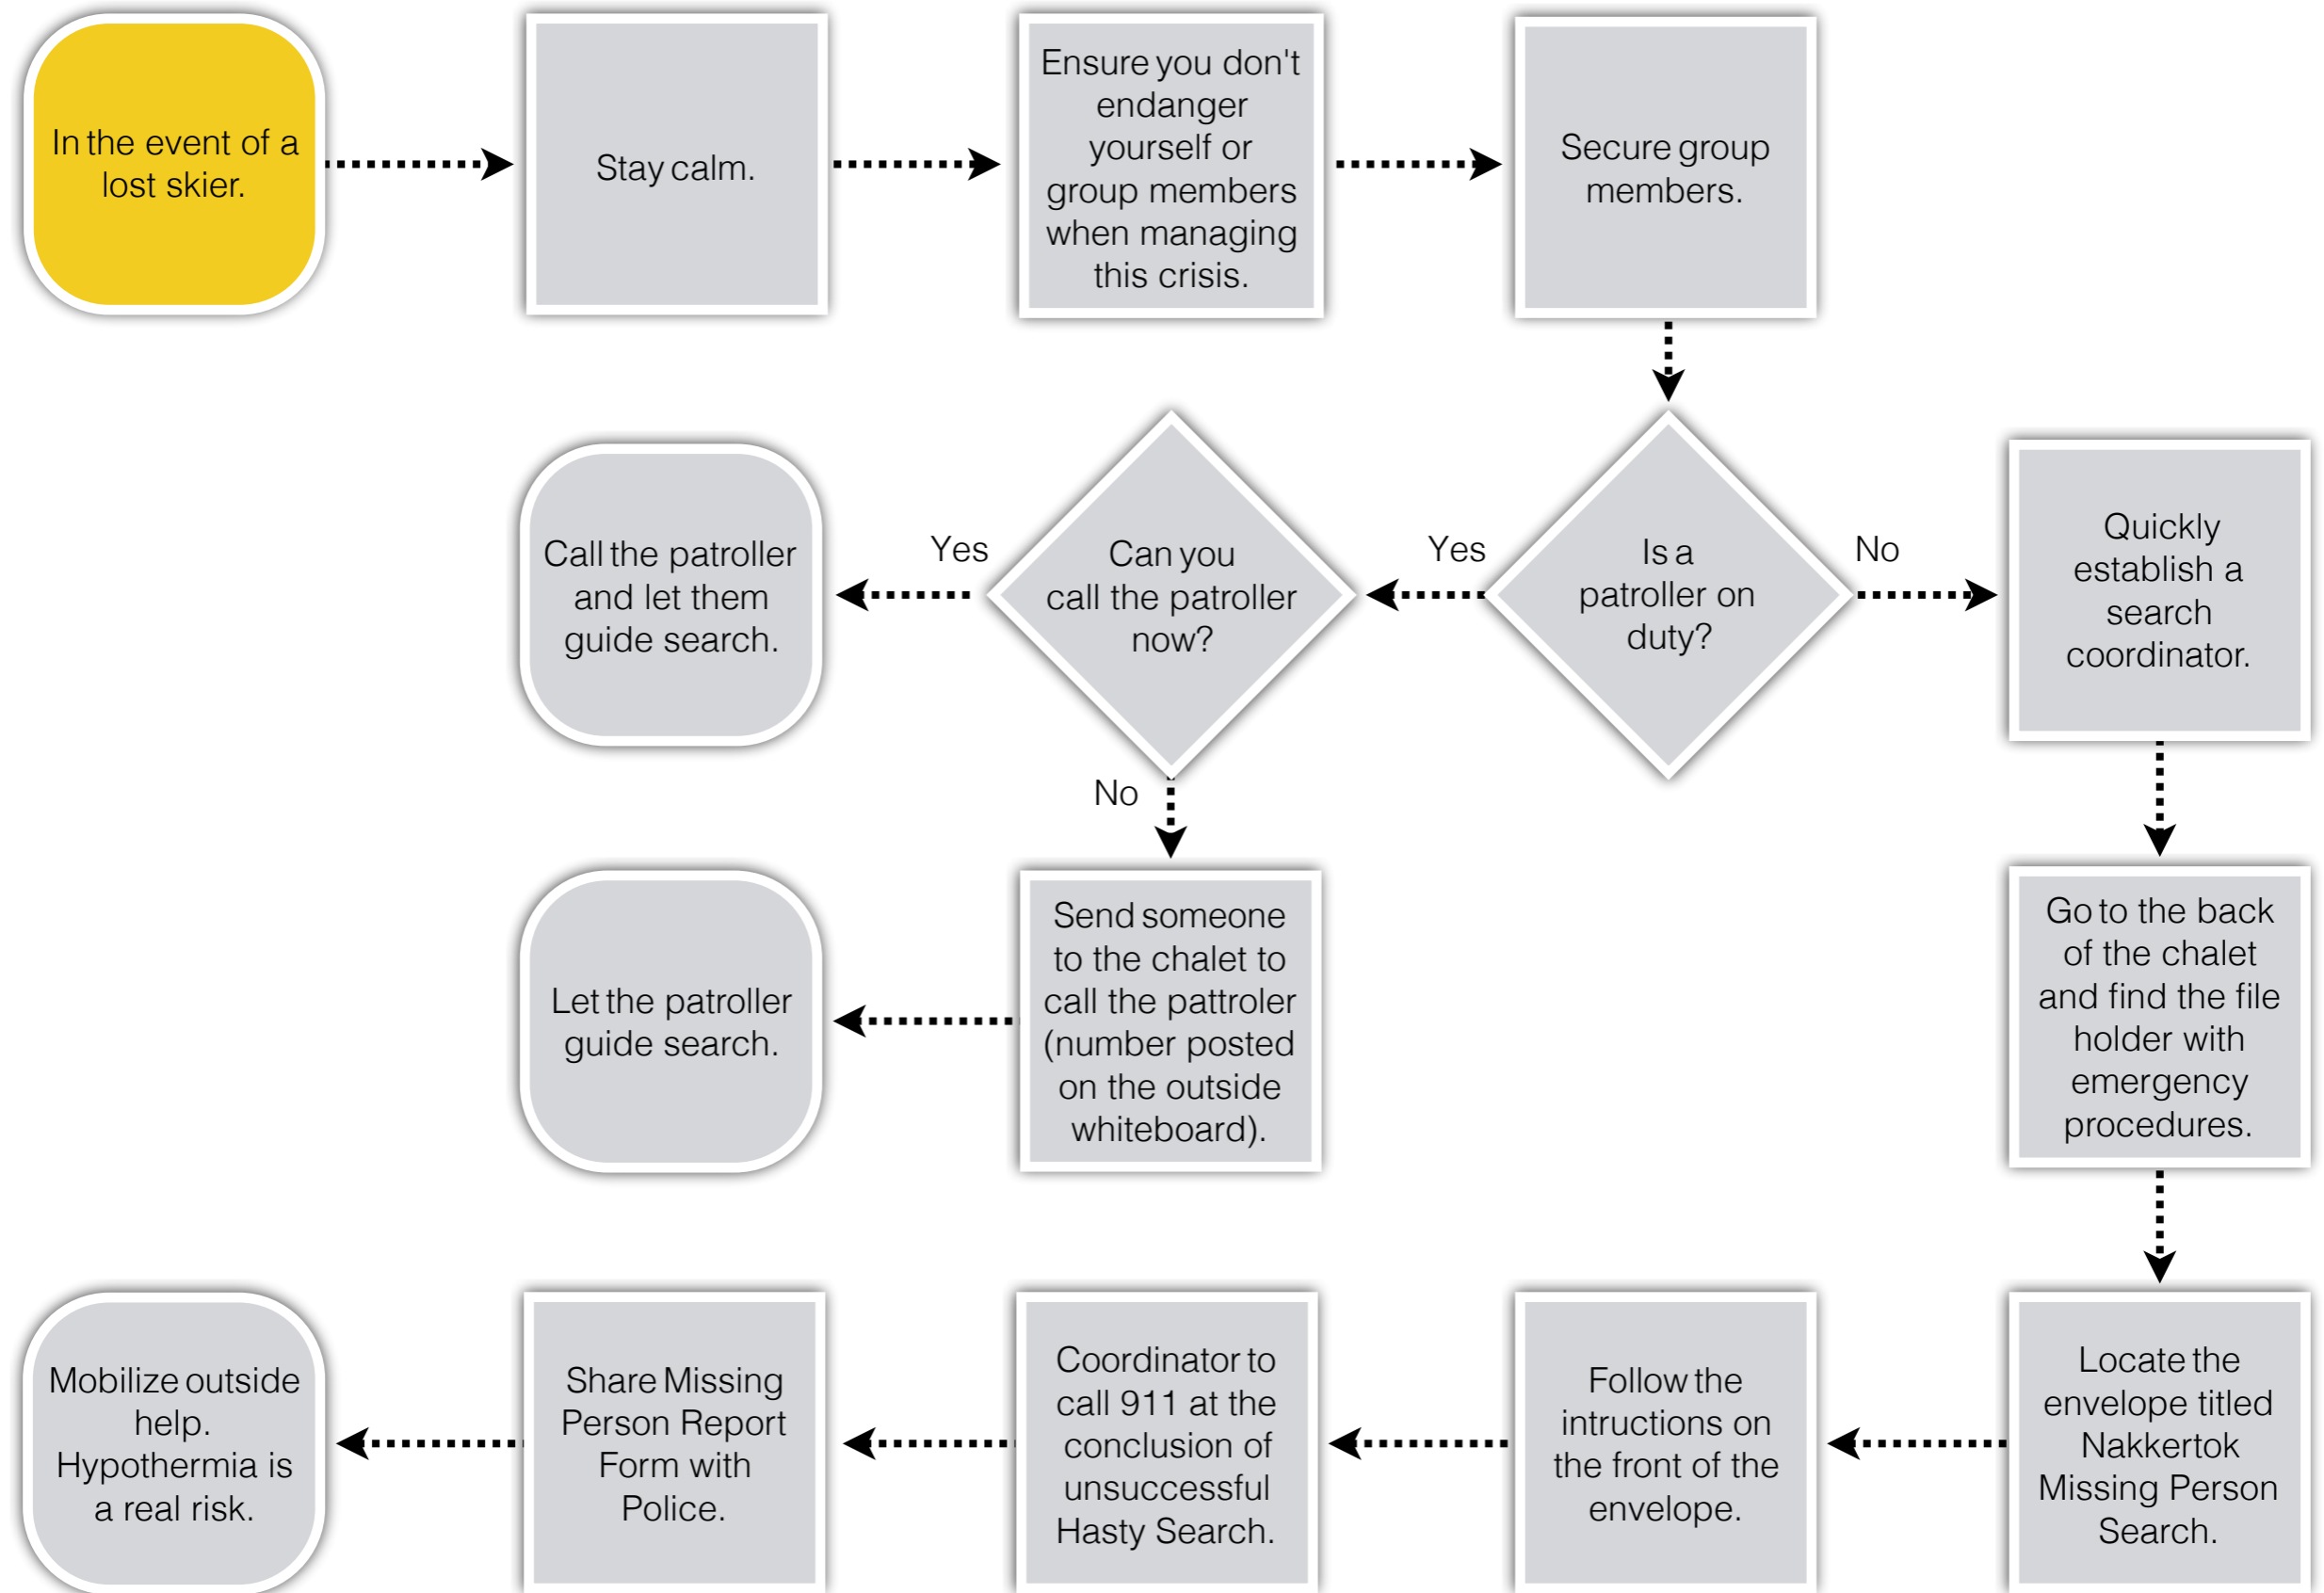 In the event of a
lost skier.
Stay calm.
Ensure you don't
endanger
yourself or
group members
when managing
this crisis.
Secure group
members.
Is a
patroller on
duty?
Yes
No
Can you
call the patroller
now?
Yes
No
Call the patroller
and let them
guide search.
Send someone
to the chalet to
call the pattroler
(number posted
on the outside
whiteboard).
Let the patroller
guide search.
Quickly
establish a
search
coordinator.
Go to the back
of the chalet
and find the file
holder with
emergency
procedures.
Locate the
envelope titled
Nakkertok
Missing Person
Search.
Follow the
intructions on
the front of the
envelope.
Coordinator to
call 911 at the
conclusion of
unsuccessful
Hasty Search.
Share Missing
Person Report
Form with
Police.
Mobilize outside
help.
Hypothermia is
a real risk.